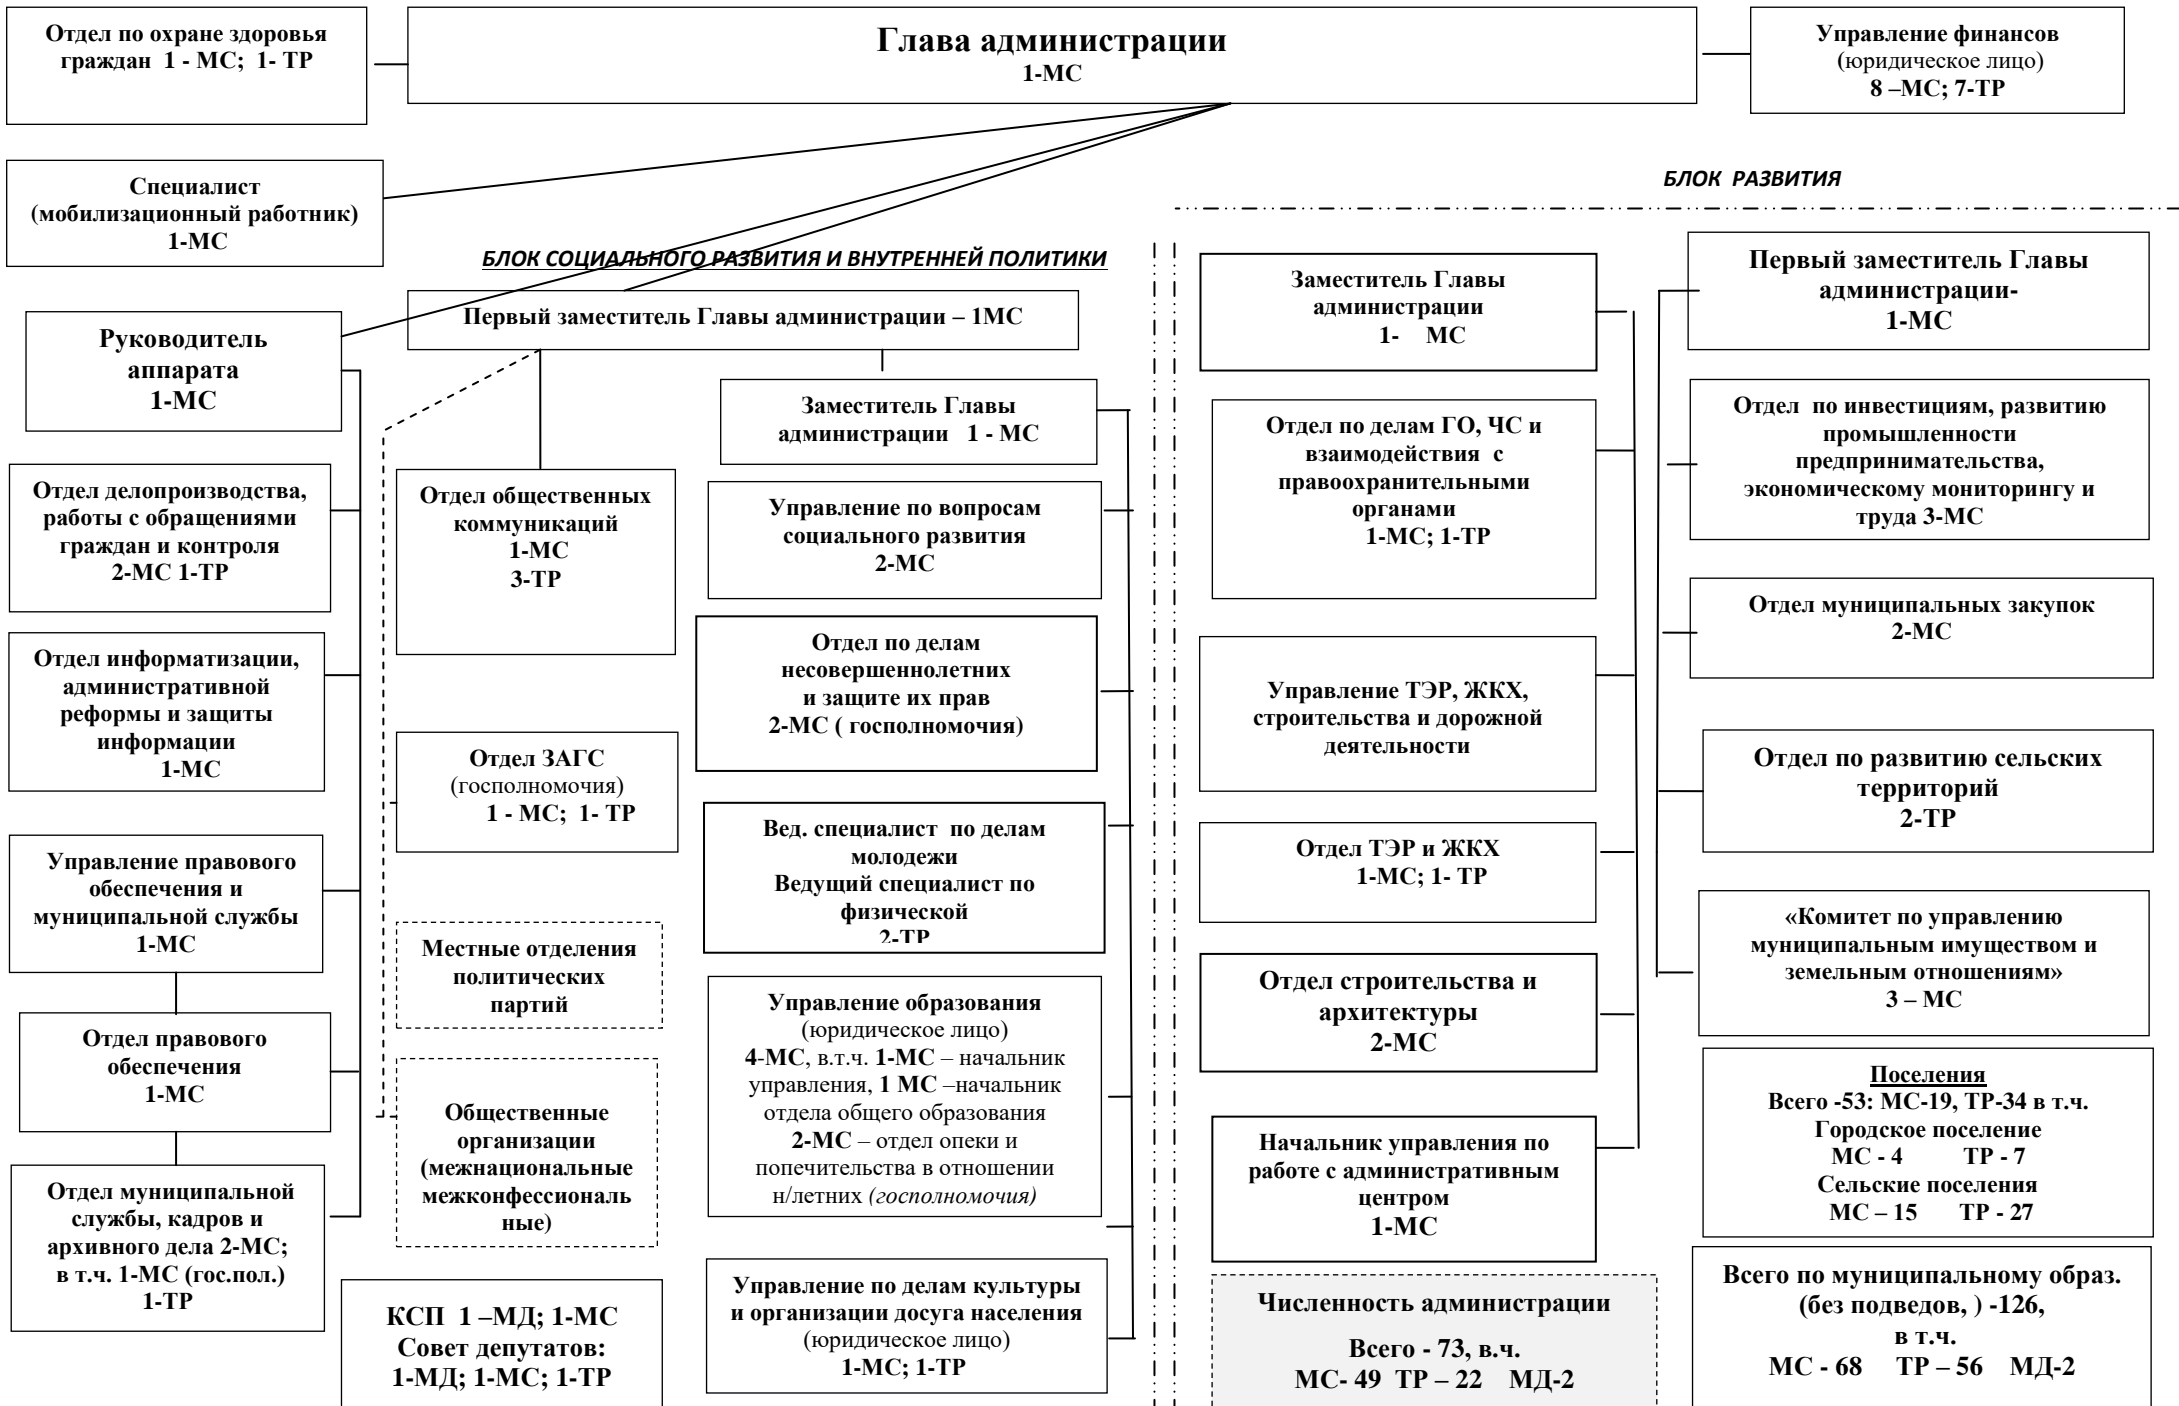 Отдел по охране здоровья
граждан 1 - МС; 1- ТР
Глава администрации
1-МС
Управление финансов
(юридическое лицо)
8 –МС; 7-ТР
Специалист
(мобилизационный работник)
1-МС
БЛОК РАЗВИТИЯ
БЛОК СОЦИАЛЬНОГО РАЗВИТИЯ И ВНУТРЕННЕЙ ПОЛИТИКИ
Руководитель
аппарата
1-МС
Отдел делопроизводства,
работы с обращениями
граждан и контроля
2-МС 1-ТР
Отдел информатизации,
административной
реформы и защиты
информации
1-МС
Управление правового
обеспечения и
муниципальной службы
1-МС
Отдел правового
обеспечения
1-МС
Отдел муниципальной
службы, кадров и
архивного дела 2-МС;
в т.ч. 1-МС (гос.пол.)
1-ТР
Первый заместитель Главы администрации – 1МС
Отдел общественных
коммуникаций
1-МС
3-ТР
Отдел ЗАГС
(госполномочия)
1 - МС; 1- ТР
Местные отделения
политических
партий
Общественные
организации
(межнациональные
межконфессиональ
ные)
КСП 1 –МД; 1-МС
Совет депутатов:
1-МД; 1-МС; 1-ТР
Заместитель Главы
администрации 1 - МС
Управление по вопросам
социального развития
2-МС
Отдел по делам
несовершеннолетних
и защите их прав
2-МС ( госполномочия)
Вед. специалист по делам
молодежи
Ведущий специалист по
физической
2-ТР
Управление образования
(юридическое лицо)
4-МС, в.т.ч. 1-МС – начальник
управления, 1 МС –начальник
отдела общего образования
2-МС – отдел опеки и
попечительства в отношении
н/летних (госполномочия)
Управление по делам культуры
и организации досуга населения
(юридическое лицо)
1-МС; 1-ТР
Заместитель Главы
администрации
1- МС
Отдел по делам ГО, ЧС и
взаимодействия с
правоохранительными
органами
1-МС; 1-ТР
Управление ТЭР, ЖКХ,
строительства и дорожной
деятельности
Отдел ТЭР и ЖКХ
1-МС; 1- ТР
Отдел строительства и
архитектуры
2-МС
Начальник управления по
работе с административным
центром
1-МС
Численность администрации
Всего - 73, в.ч.
МС- 49 ТР – 22 МД-2
Первый заместитель Главы
администрации-
1-МС
Отдел по инвестициям, развитию
промышленности
предпринимательства,
экономическому мониторингу и
труда 3-МС
Отдел муниципальных закупок
2-МС
Отдел по развитию сельских
территорий
2-ТР
«Комитет по управлению
муниципальным имуществом и
земельным отношениям»
3 – МС
Поселения
Всего -53: МС-19, ТР-34 в т.ч.
Городское поселение
МС - 4 ТР - 7
Сельские поселения
МС – 15 ТР - 27
Всего по муниципальному образ.
(без подведов, ) -126,
в т.ч.
МС - 68 ТР – 56 МД-2